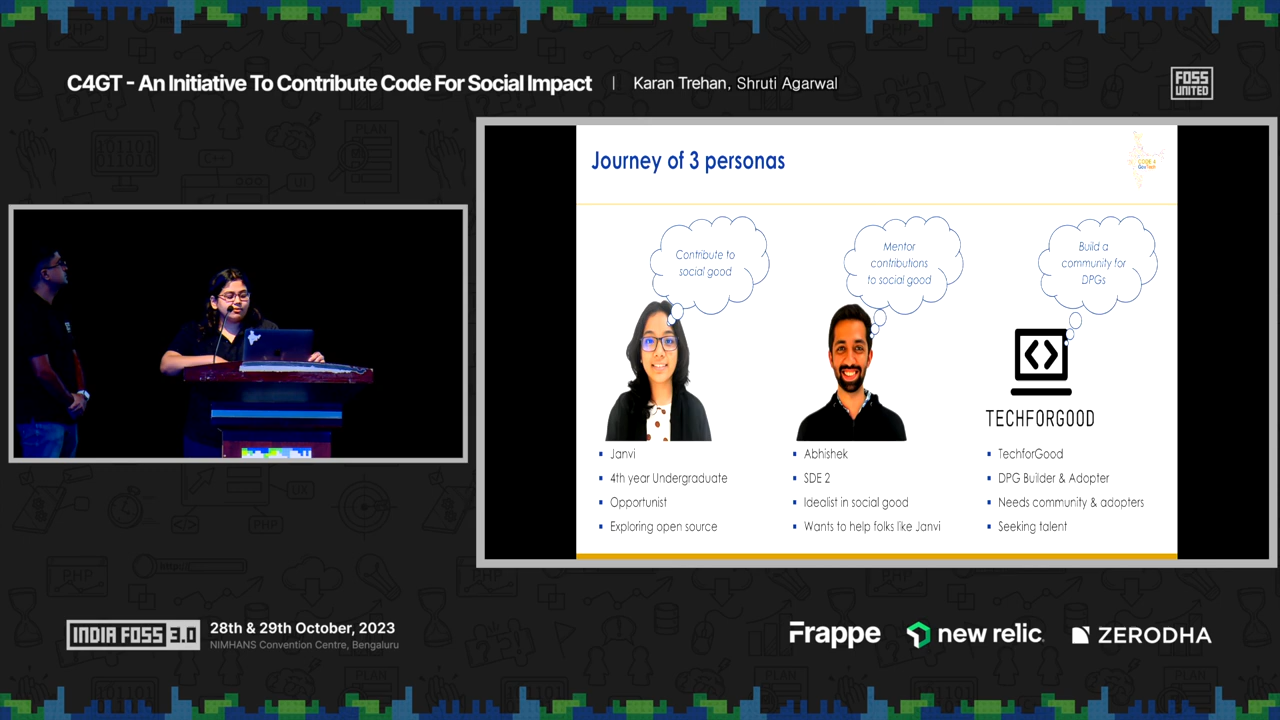 C4GT - An Initiative To Contribute Code For Social Impact | Karan Trehan, Shruti Agarwal
FOSS
UNITED
Journey of 3 personas
CODE 4
GovTech
Contribute to
social good
Mentor
contributions
to social good
Build a
community for
DPGs
TECHFORGOOD
Janvi
4th year Undergraduate
Opportunist
Exploring open source
Abhishek
SDE 2
Idealist in social good
Wants to help folks like Janvi
TechforGood
DPG Builder & Adopter
Needs community & adopters
Seeking talent
INDIA FOSS 3.0
28th & 29th October, 2023
NIMHANS Convention Centre, Bengaluru
Frappe
new relic
ZERODHA